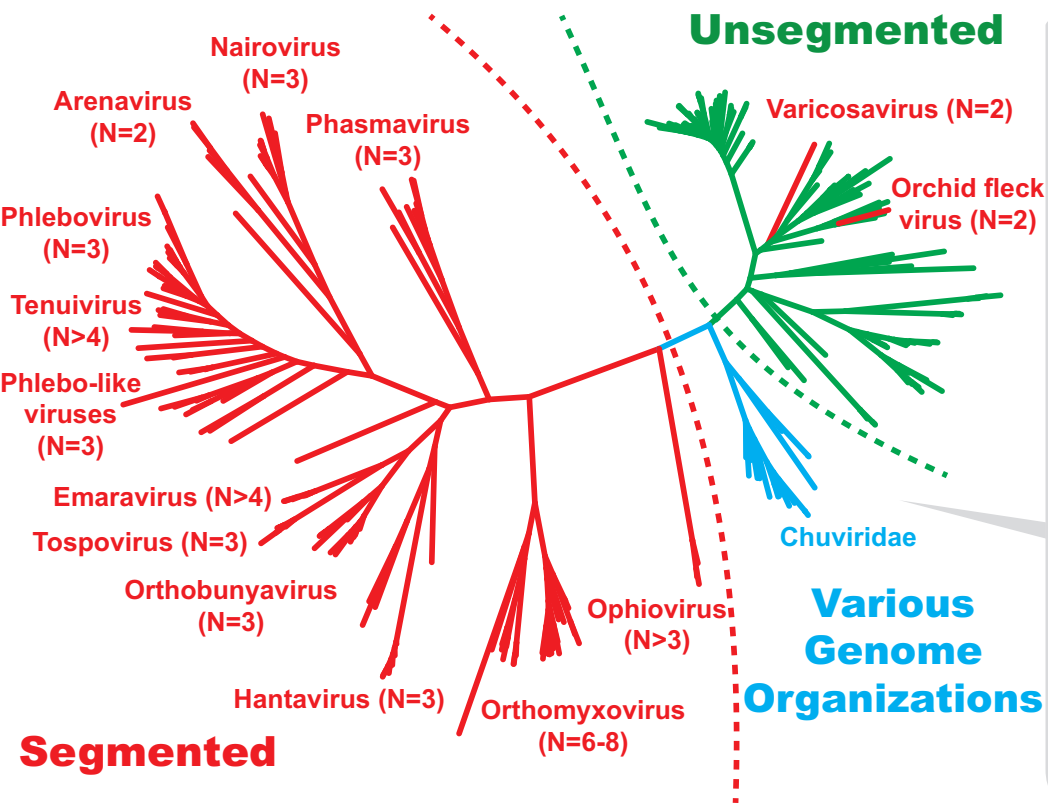 Unsegmented
Nairovirus
(N=3)
Arenavirus
(N=2)
Phasmavirus
(N=3)
Varicosavirus (N=2)
Orchid fleck
virus (N=2)
Phlebovirus
(N=3)
Tenuivirus
(N>4)
Phlebo-like
viruses
(N=3)
Emaravirus (N>4)
Tospovirus (N=3)
Orthobunyavirus
(N=3)
Hantavirus (N=3)
Orthomyxovirus
(N=6-8)
Ophiovirus
(N>3)
Chuviridae
Various
Genome
Organizations
Segmented